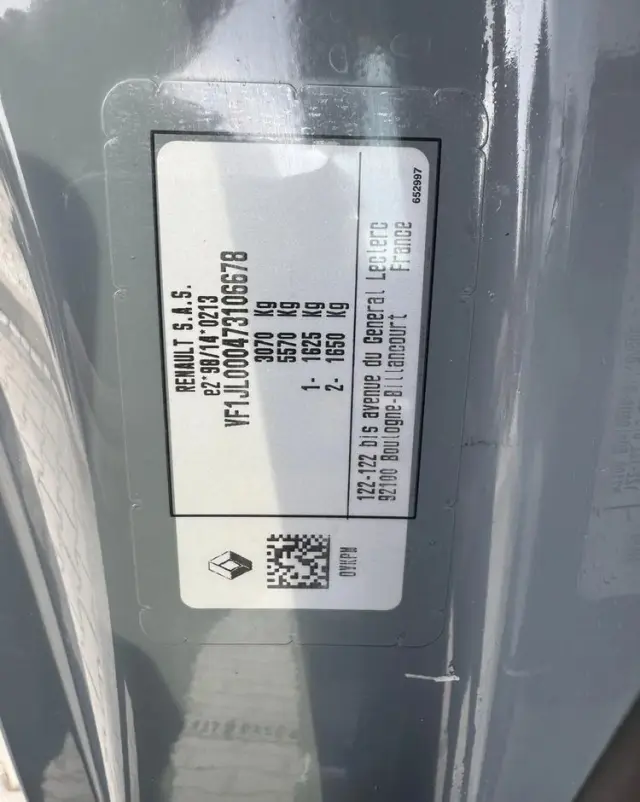 RENAULT S.A.S.
e2*98/14*0213
VF1JL000473106678
3070 Kg
5570 Kg
1- 1625 Kg
2- 1650 Kg
122-122 bis avenue du General Leclerc
92100 Boulogne-Billancourt France
652997
OYKPM